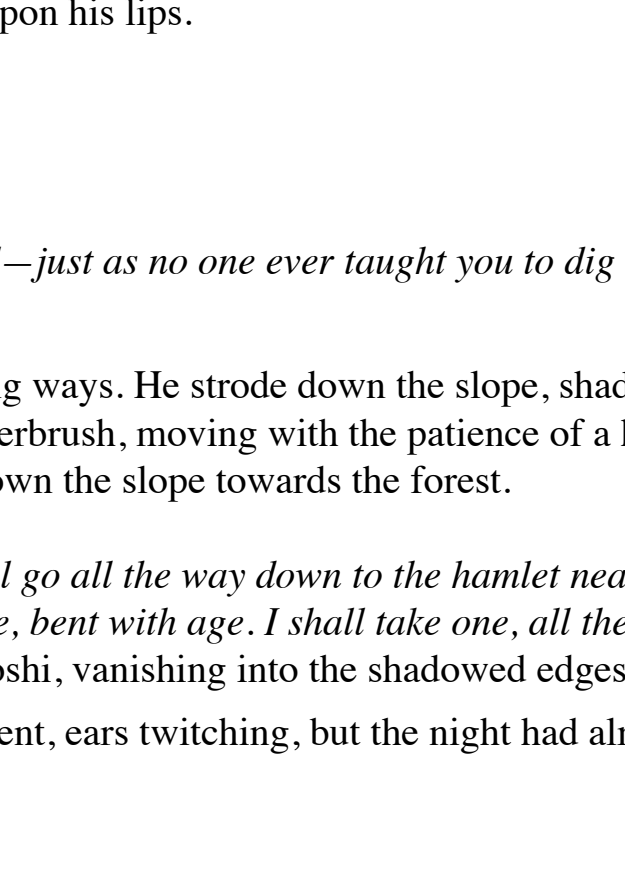 pon his lips.
—just as no one ever taught you to dig
g ways. He strode down the slope, shad
erbrush, moving with the patience of a
own the slope towards the forest.
l go all the way down to the hamlet nea
e, bent with age. I shall take one, all the
oshi, vanishing into the shadowed edges
ent, ears twitching, but the night had alr